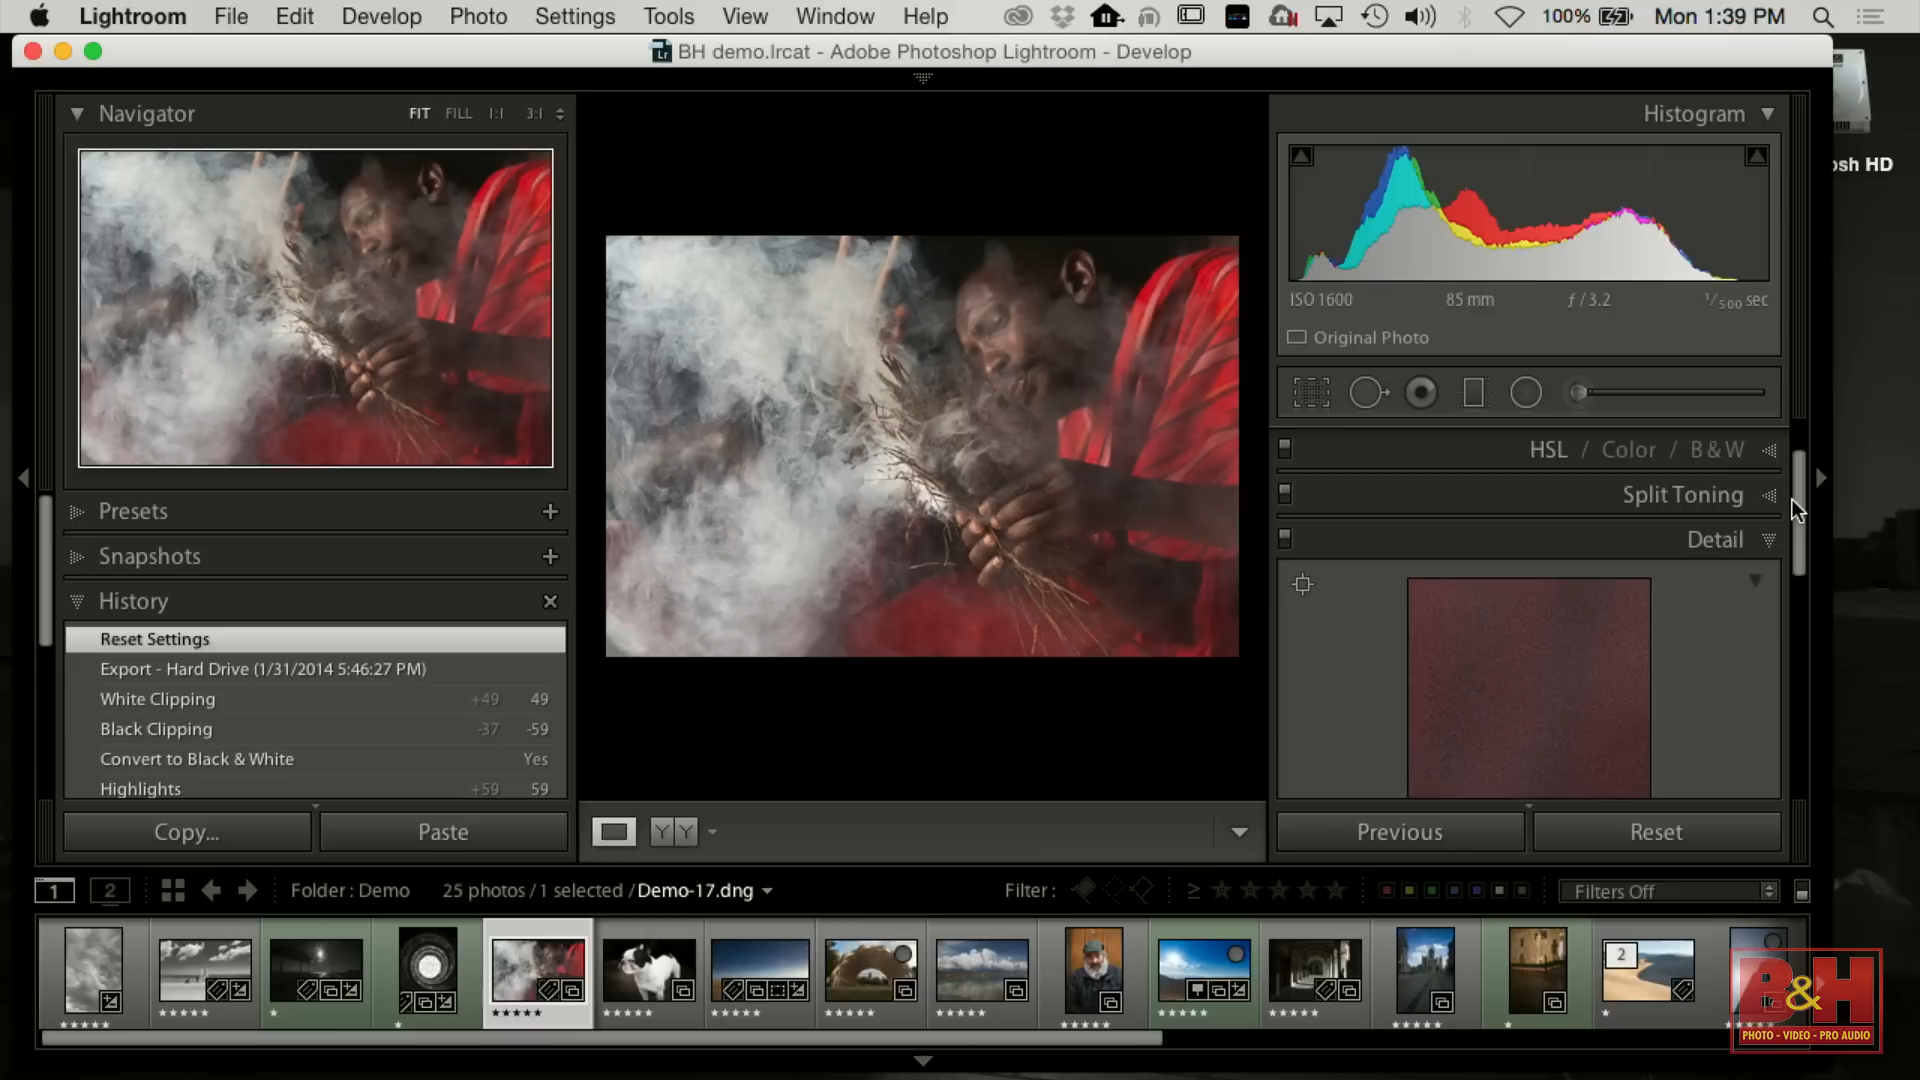 Lightroom File Edit Develop Photo Settings Tools View Window Help 100% Mon 1:39 PM
Lr BH demo.lrcat - Adobe Photoshop Lightroom - Develop
Navigator FIT FILL 1:1 3:1
Histogram
osh HD
ISO 1600 85 mm ƒ / 3.2 1/500 sec
Original Photo
HSL / Color / B & W
Split Toning
Detail
Presets
Snapshots
History
Reset Settings
Export - Hard Drive (1/31/2014 5:46:27 PM)
White Clipping +49 49
Black Clipping -37 -59
Convert to Black & White Yes
Highlights +59 59
Copy... Paste
Y Y
Previous Reset
1 2 Folder : Demo 25 photos / 1 selected / Demo-17.dng Filter : ≥ Filters Off
2
B&H
PHOTO - VIDEO - PRO AUDIO